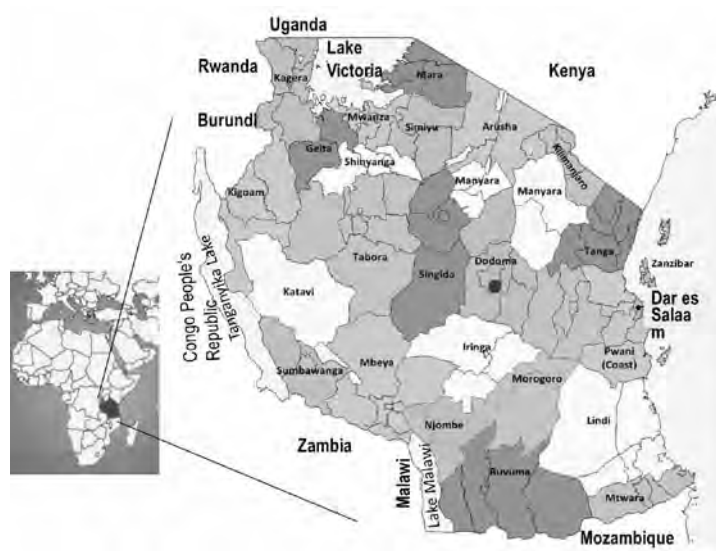 Uganda
Lake
Victoria
Rwanda
Kagera
Mara
Kenya
Burundi
Mwanza
Simiyu
Arusha
Geita
Shinyanga
Kilimanjaro
Manyara
Manyara
Kigoam
Tabora
Singida
Dodoma
Tanga
Zanzibar
Congo People's
Republic
Tanganyika Lake
Katavi
Dar es
Salaa
m
Iringa
Pwani
(Coast)
Mbeya
Sumbawanga
Morogoro
Njombe
Lindi
Zambia
Malawi
Lake Malawi
Ruvuma
Mtwara
Mozambique